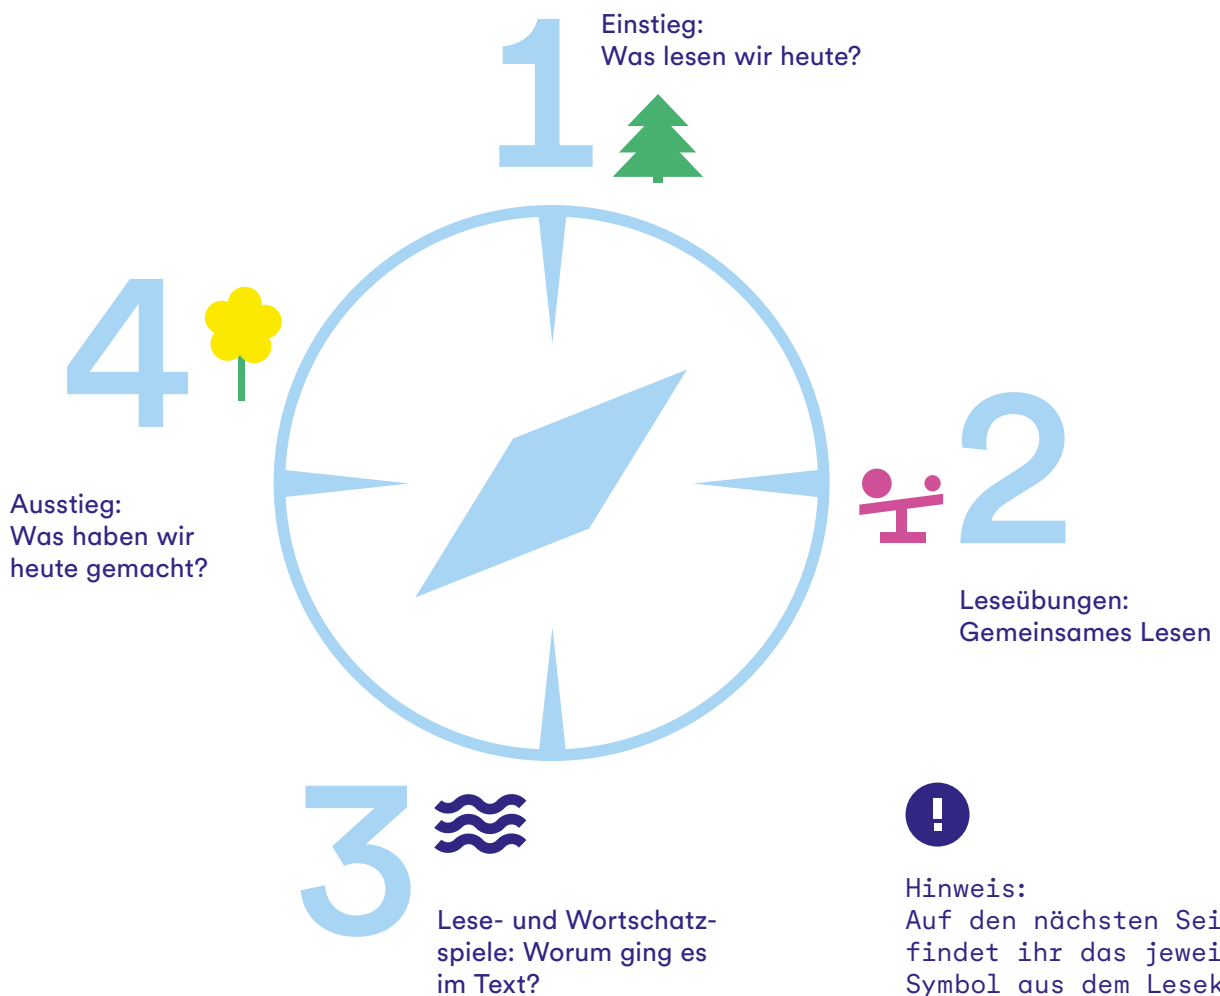 1
Einstieg:
Was lesen wir heute?
2
Leseübungen:
Gemeinsames Lesen
3
Lese- und Wortschatz-
spiele: Worum ging es
im Text?
4
Ausstieg:
Was haben wir
heute gemacht?
!
Hinweis:
Auf den nächsten
findet ihr das
Symbol aus dem